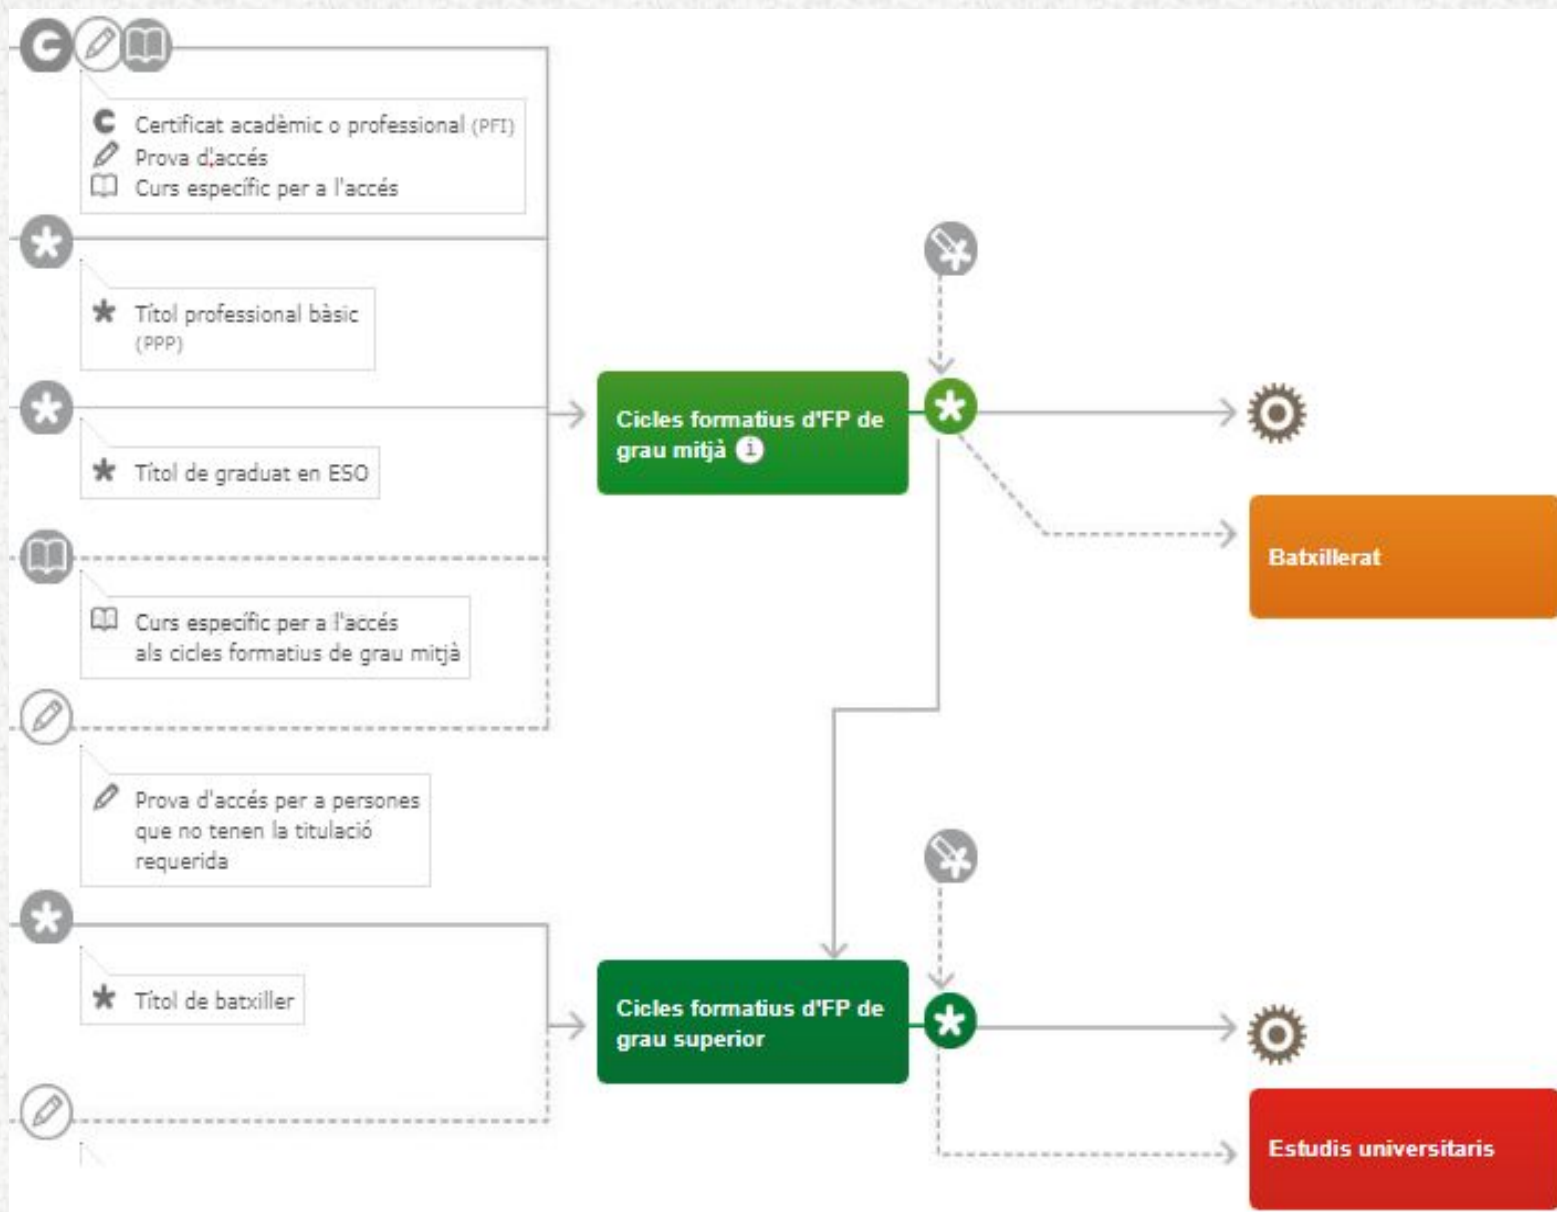 Certificat acadèmic o professional (PFI)
Prova d'accés
Curs específic per a l'accés
Títol professional bàsic
(PPP)
Cicles formatius d'FP de
grau mitjà i
Títol de graduat en ESO
Batxillerat
Curs específic per a l'accés
als cicles formatius de grau mitjà
Prova d'accés per a persones
que no tenen la titulació
requerida
Títol de batxiller
Cicles formatius d'FP de
grau superior
Estudis universitaris